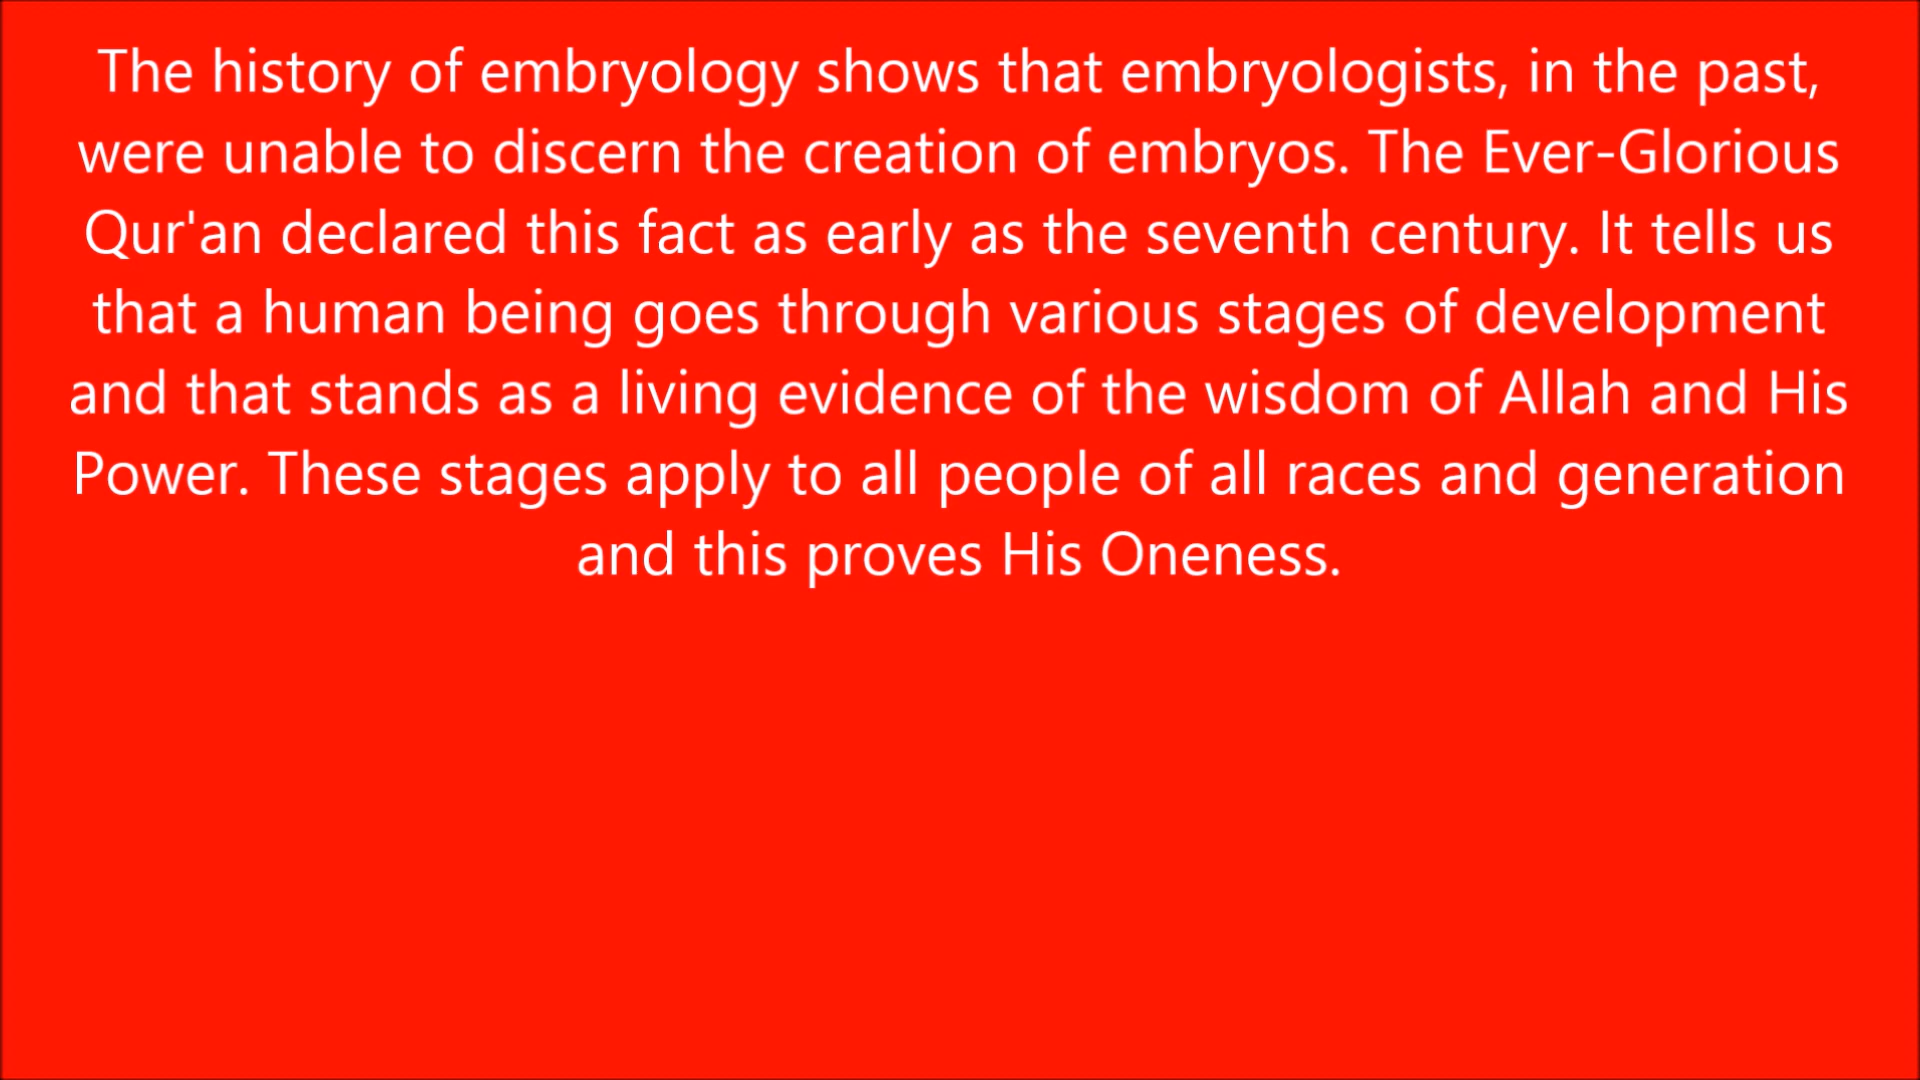 The history of embryology shows that embryologists, in the past,
were unable to discern the creation of embryos. The Ever-Glorious
Qur'an declared this fact as early as the seventh century. It tells us
that a human being goes through various stages of development
and that stands as a living evidence of the wisdom of Allah and His
Power. These stages apply to all people of all races and generation
and this proves His Oneness.